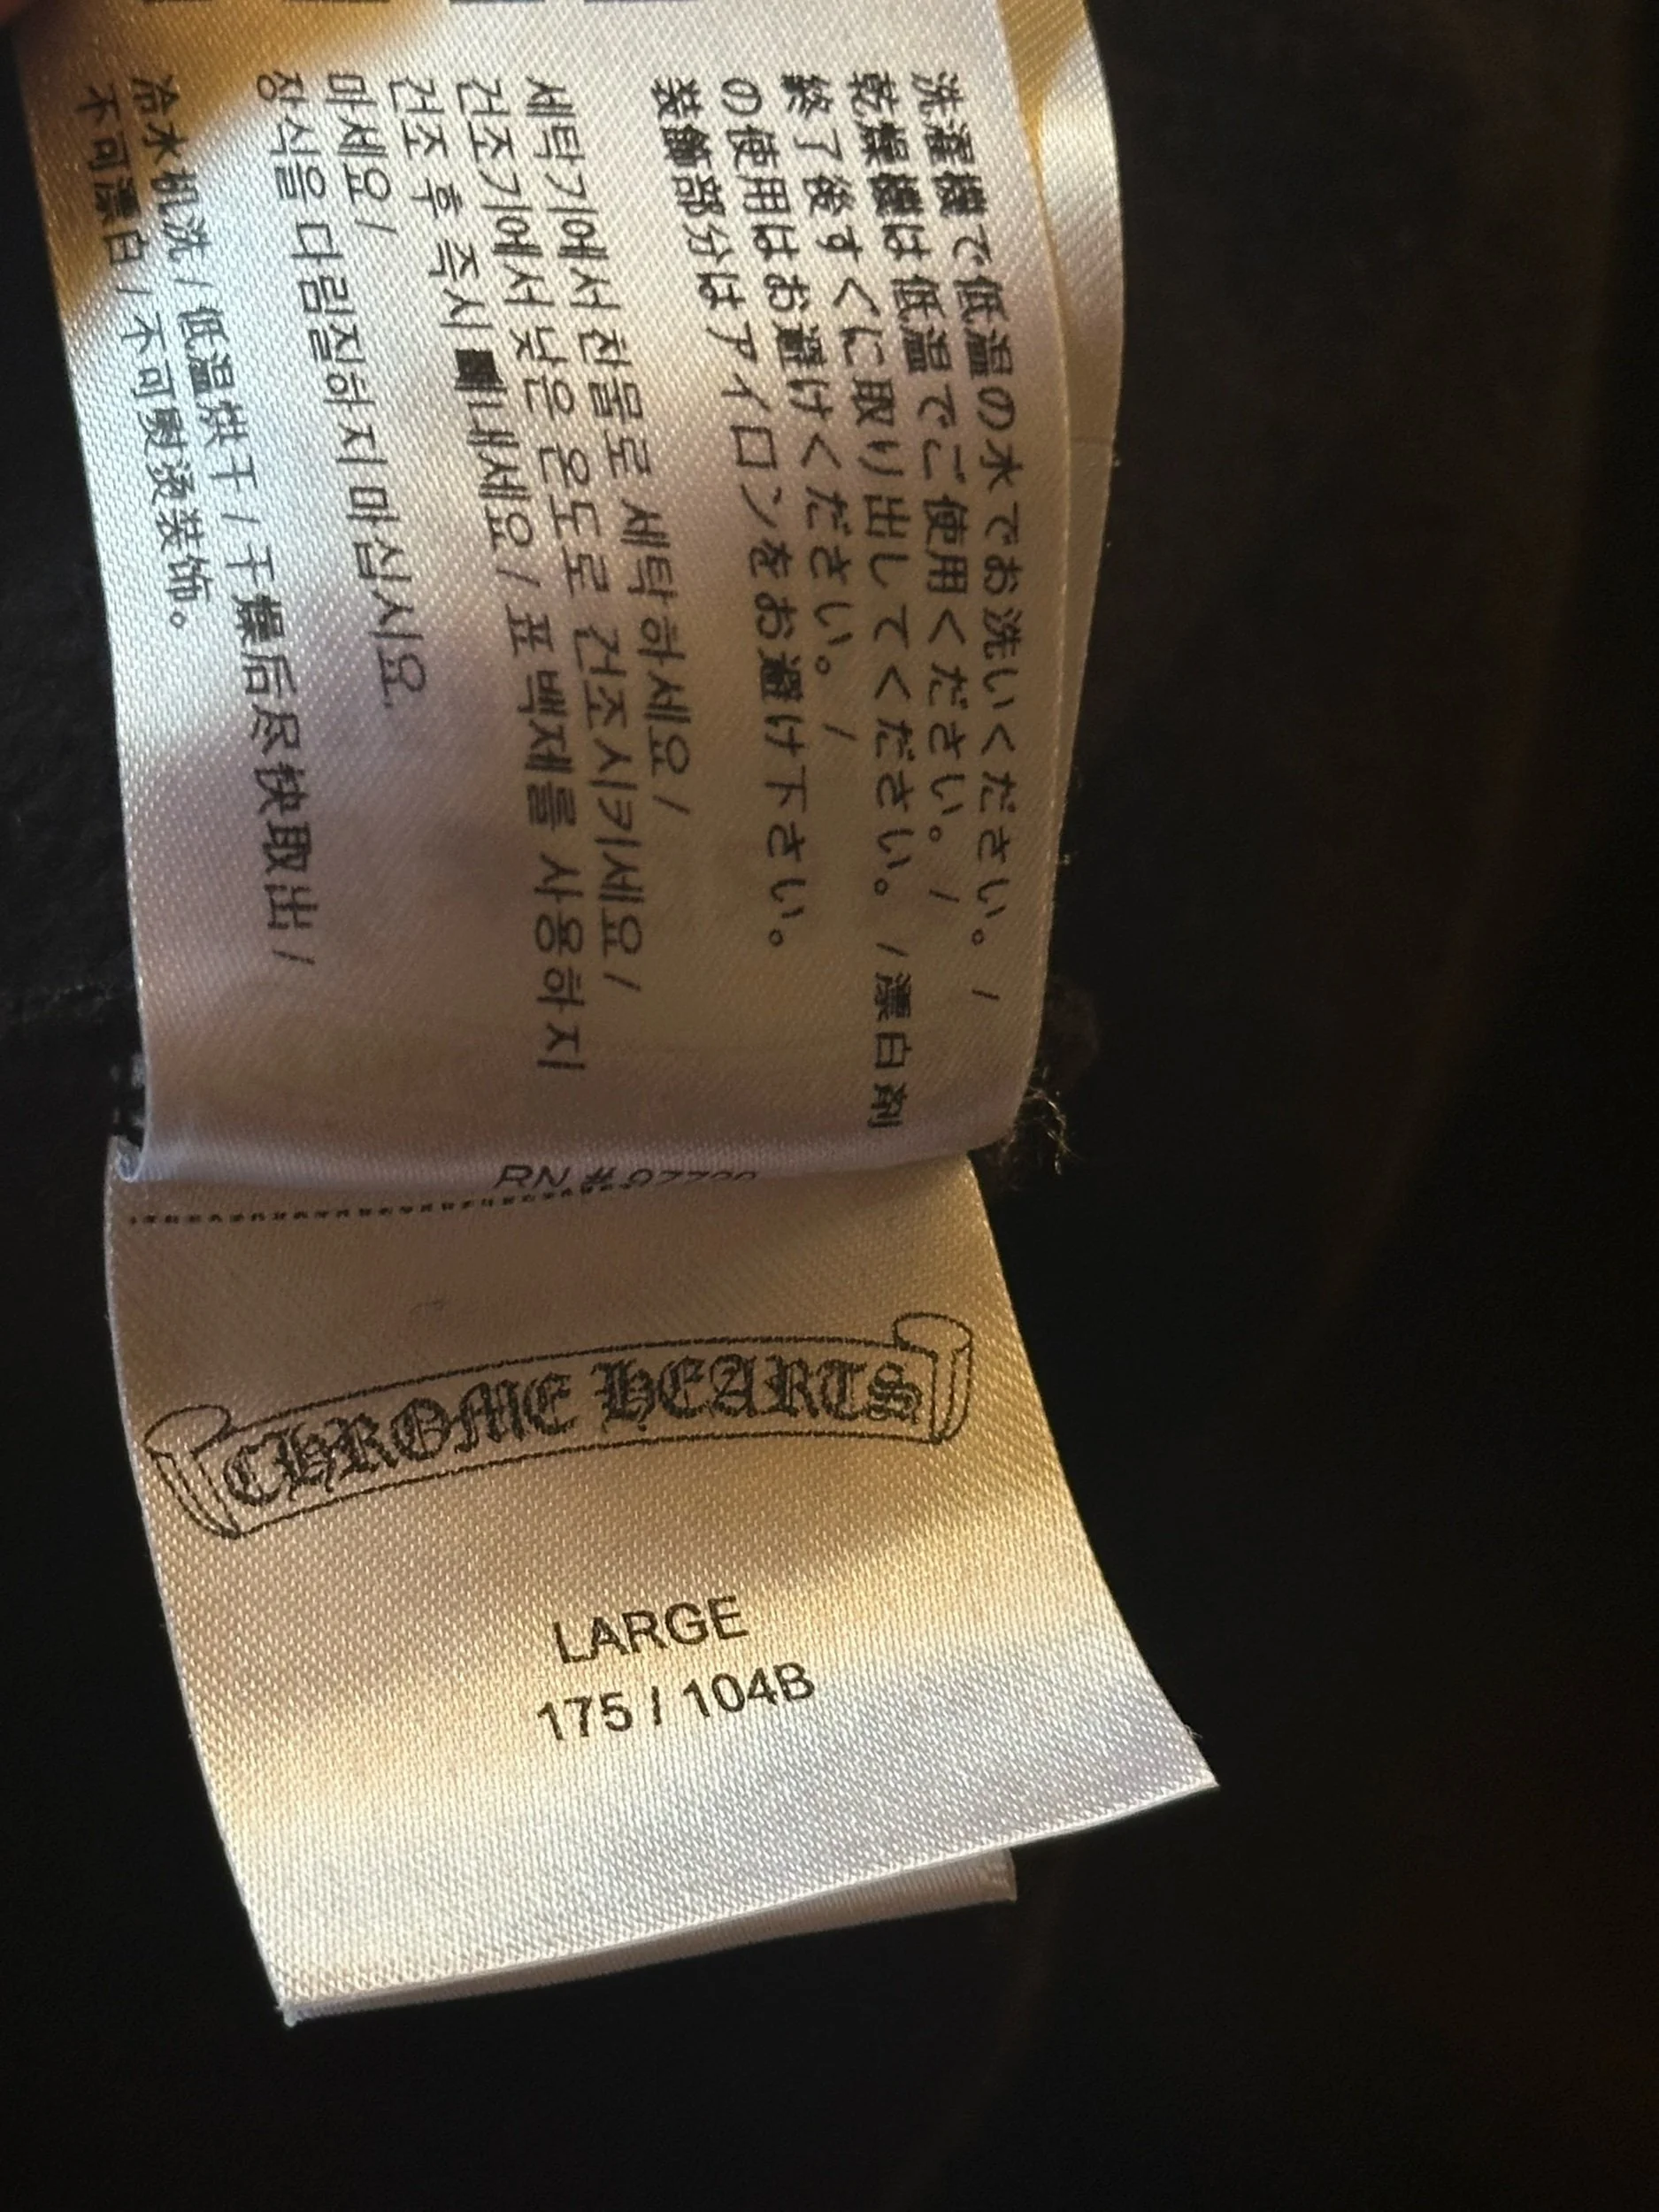 洗濯機で低温の水でお洗いください。/
乾燥機は低温でご使用ください。/
終了後すぐに取り出してください。/漂白剤
の使用はお避けください。/
装飾部分はアイロンをお避け下さい。
세탁기에서 찬물로 세탁하세요/
건조기에서 낮은 온도로 건조시키세요/
건조 후 즉시 ■내세요/ 표백제를 사용하지
마세요/
장식을 다림질하지마십시요.
冷水机洗/低温烘干/干燥后尽快取出/
不可漂白/不可熨烫装饰。
RN #
CHROME HEARTS
LARGE
175 / 104B